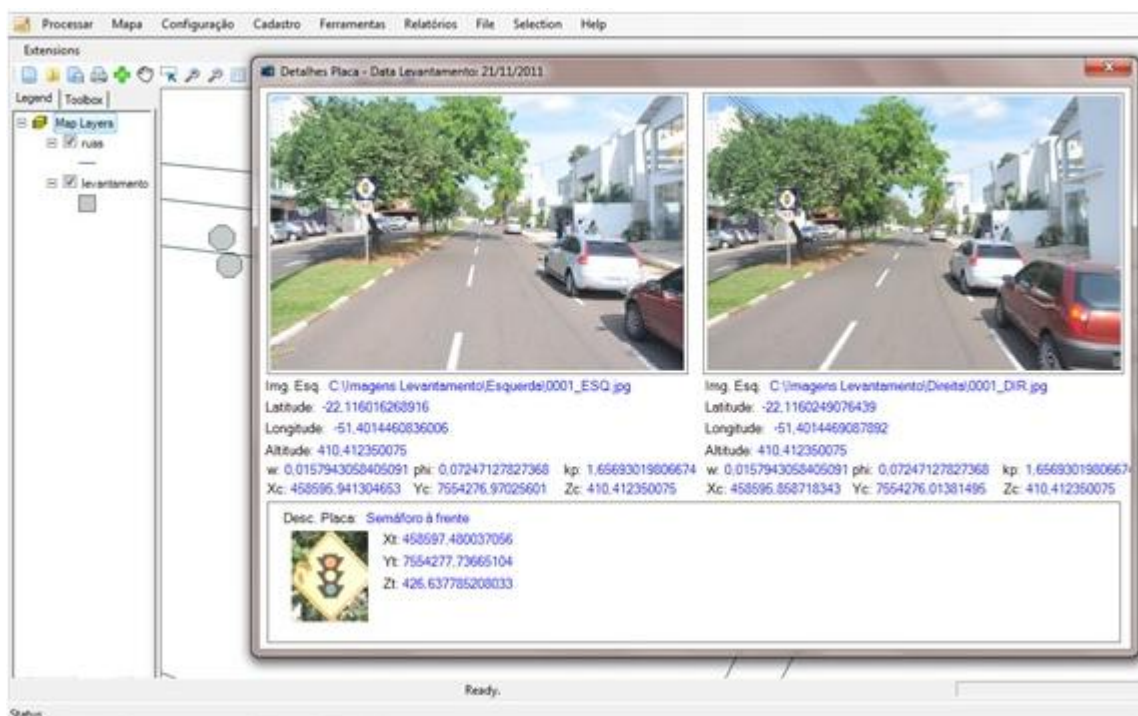 Processar Mapa Configuração Cadastro Ferramentas Relatórios File Selection Help
Extensions
Legend Toolbox
Map Layers
ruas
levantamento
Detalhes Placa - Data Levantamento: 21/11/2011
Img. Esq. C:\Imagens Levantamento\Esquerda\0001_ESQ.jpg
Latitude: -22,116016268916
Longitude: -51,4014460836006
Altitude: 410,412350075
w: 0,0157943058405091 phi: 0,07247127827368 kp: 1,65693019806674
Xc: 458595,941304653 Yc: 7554276,97025601 Zc: 410,412350075
Img. Esq. C:\Imagens Levantamento\Direita\0001_DIR.jpg
Latitude: -22,1160249076439
Longitude: -51,4014469087892
Altitude: 410,412350075
w: 0,0157943058405091 phi: 0,07247127827368 kp: 1,65693019806674
Xc: 458595,858718343 Yc: 7554276,01381495 Zc: 410,412350075
Desc. Placa: Semáforo à frente
Xt: 458597,480037056
Yt: 7554277,73665104
Zt: 426,637785208033
Ready.
Status